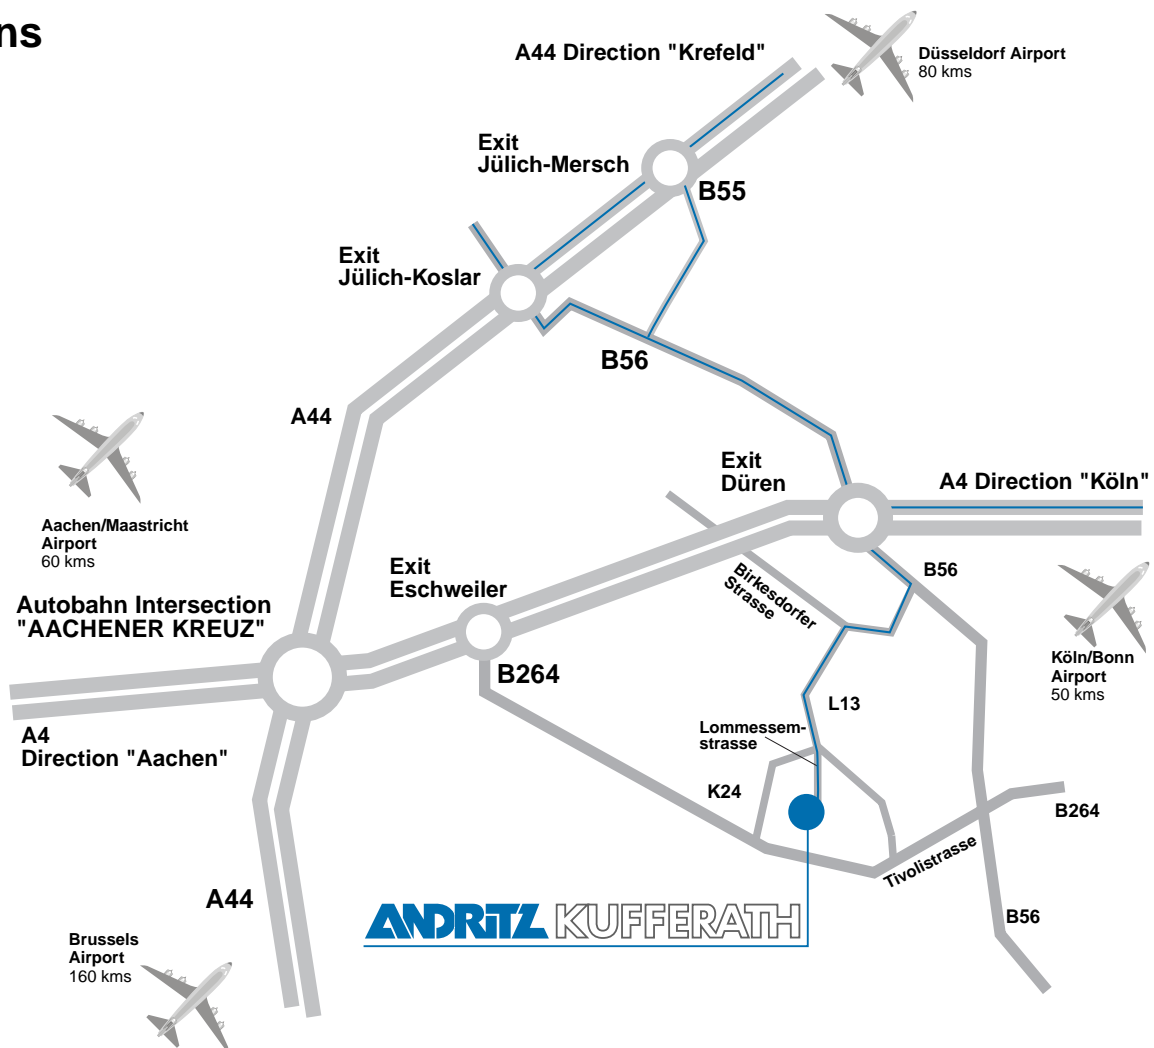 ns
A44 Direction "Krefeld"
Düsseldorf Airport
80 kms
Exit
Jülich-Mersch
B55
Exit
Jülich-Koslar
B56
A44
Exit
Düren
A4 Direction "Köln"
Aachen/Maastricht
Airport
60 kms
Exit
Eschweiler
Birkesdorfer
Strasse
B56
Autobahn Intersection
"AACHENER KREUZ"
Köln/Bonn
Airport
50 kms
B264
L13
A4
Direction "Aachen"
Lommessem-
strasse
K24
B264
Tivolistrasse
A44
ANDRITZ KUFFERATH
B56
Brussels
Airport
160 kms